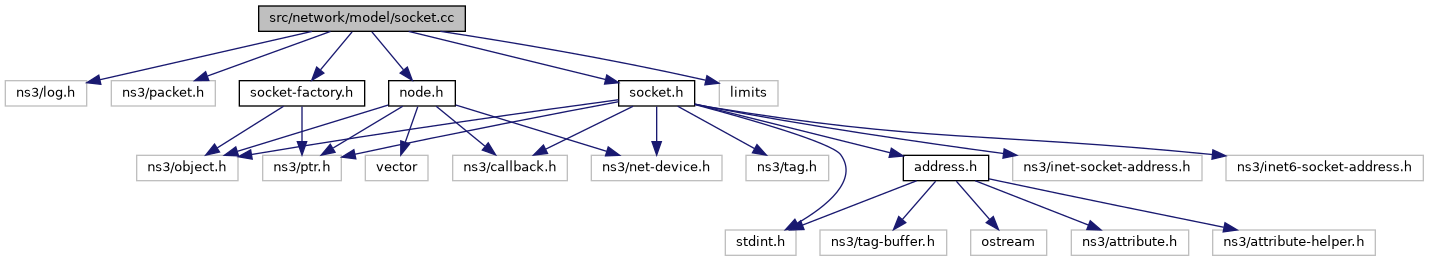 src/network/model/socket.cc
ns3/log.h
ns3/packet.h
socket-factory.h
node.h
socket.h
limits
ns3/object.h
ns3/ptr.h
vector
ns3/callback.h
ns3/net-device.h
ns3/tag.h
address.h
ns3/inet-socket-address.h
ns3/inet6-socket-address.h
stdint.h
ns3/tag-buffer.h
ostream
ns3/attribute.h
ns3/attribute-helper.h